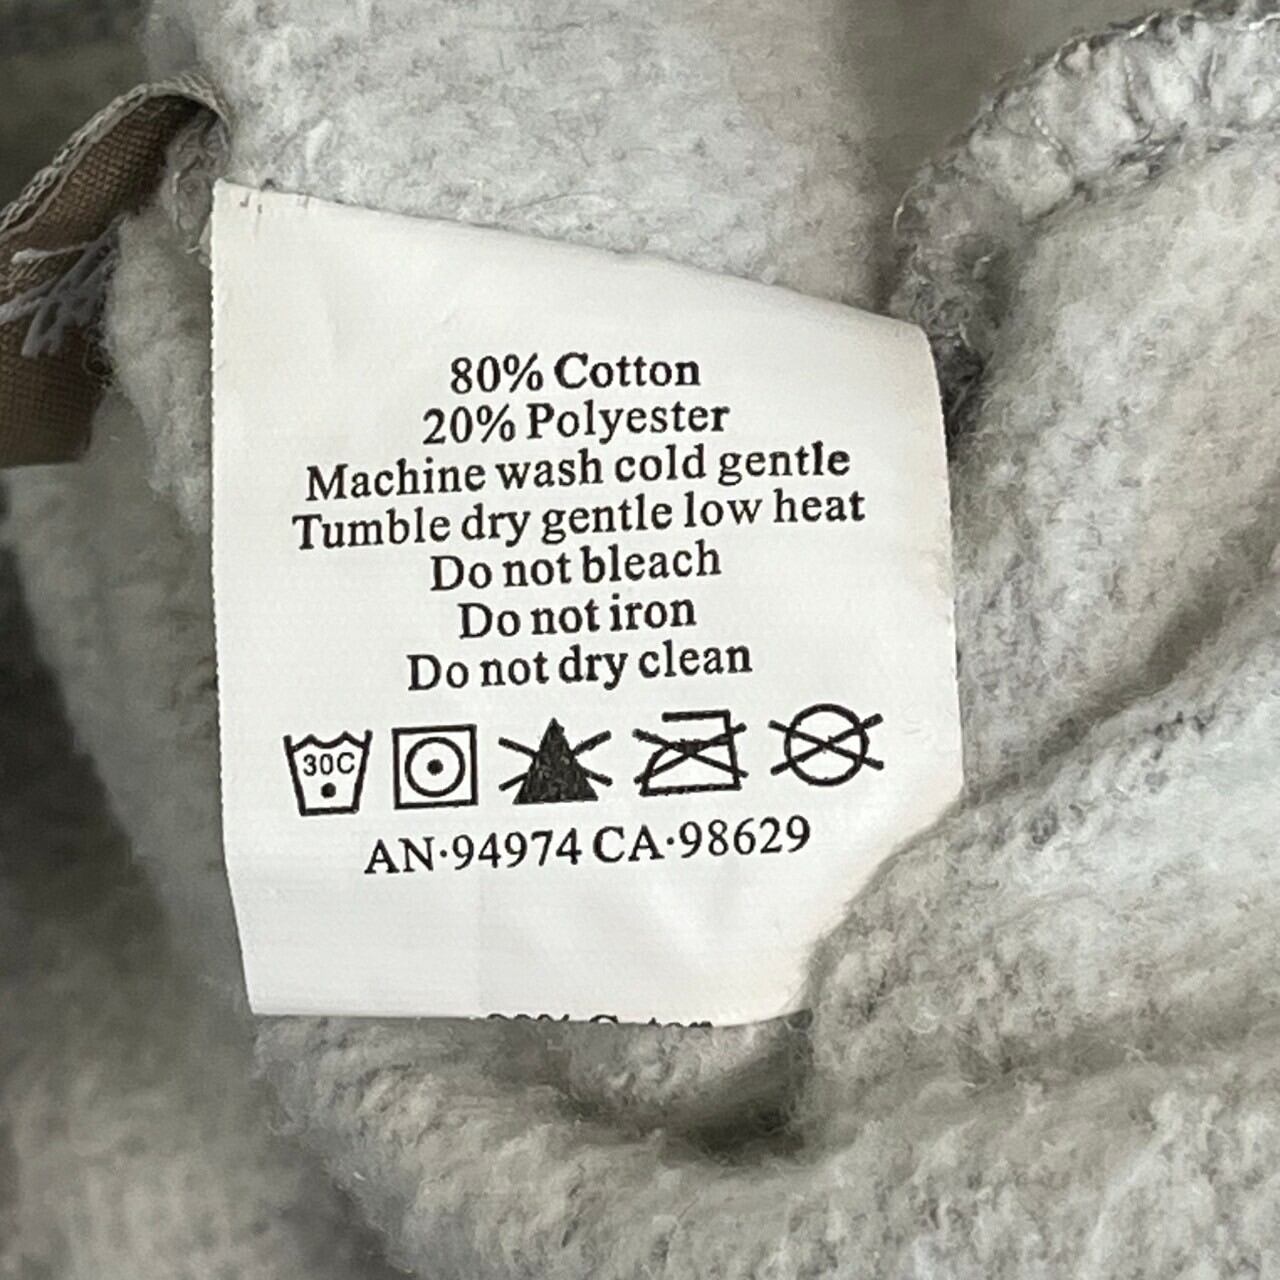 80% Cotton
20% Polyester
Machine wash cold gentle
Tumble dry gentle low heat
Do not bleach
Do not iron
Do not dry clean
30C
AN·94974 CA·98629